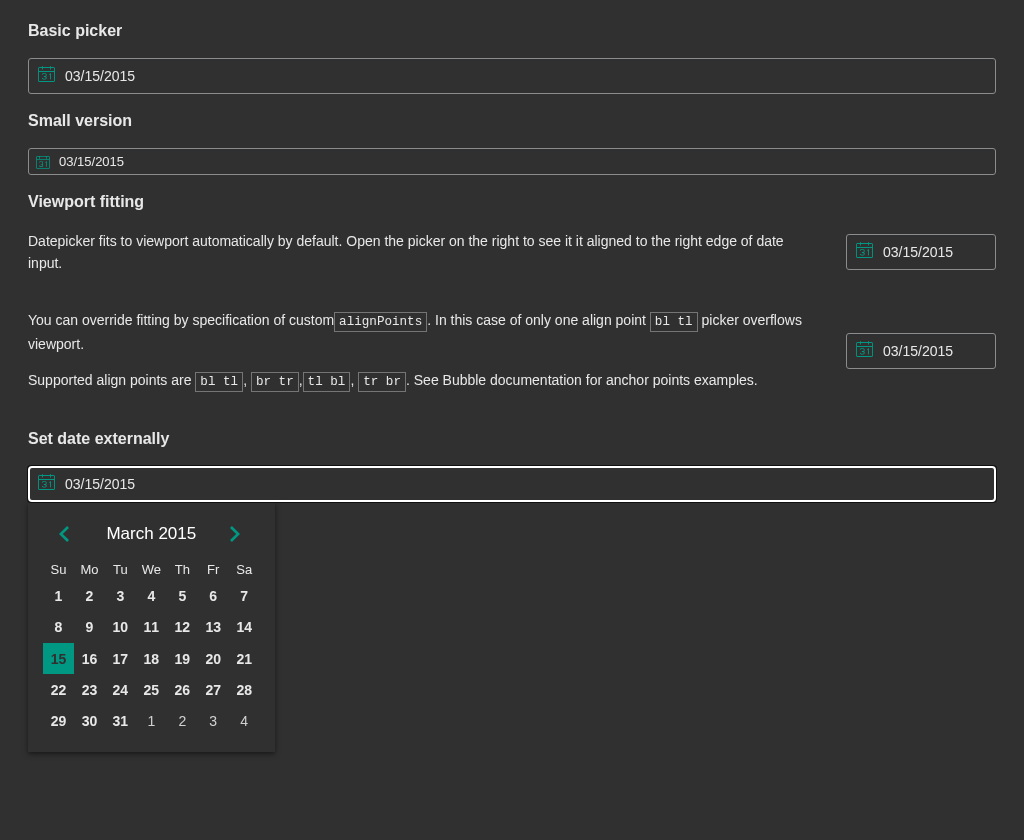 Basic picker
03/15/2015
Small version
03/15/2015
Viewport fitting
Datepicker fits to viewport automatically by default. Open the picker on the right to see it it aligned to the right edge of date
input.
03/15/2015
You can override fitting by specification of custom alignPoints. In this case of only one align point bl tl picker overflows
viewport.
03/15/2015
Supported align points are bl tl, br tr, tl bl, tr br. See Bubble documentation for anchor points examples.
Set date externally
03/15/2015
March 2015
Su Mo Tu We Th Fr Sa
1 2 3 4 5 6 7
8 9 10 11 12 13 14
15 16 17 18 19 20 21
22 23 24 25 26 27 28
29 30 31 1 2 3 4